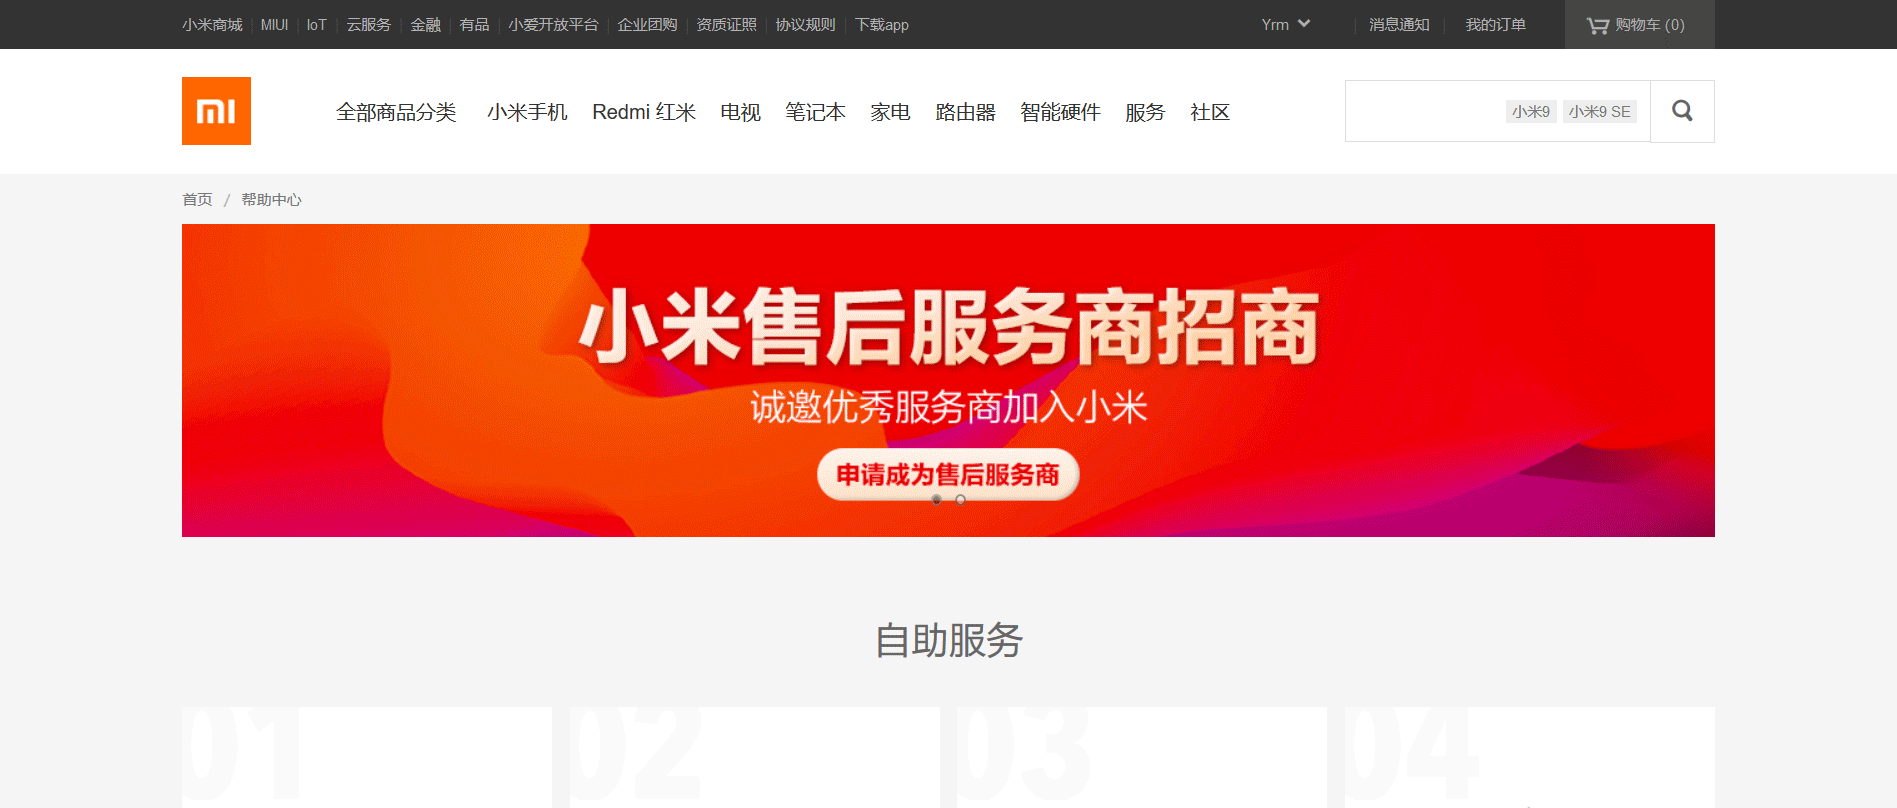 小米商城 MIUI IoT 云服务 金融 有品 小爱开放平台 企业团购 资质证照 协议规则 下载app Yrm 消息通知 我的订单 购物车 (0)
mi 全部商品分类 小米手机 Redmi 红米 电视 笔记本 家电 路由器 智能硬件 服务 社区 小米9 小米9 SE
首页 / 帮助中心
小米售后服务商招商
诚邀优秀服务商加入小米
申请成为售后服务商
自助服务
01 02 03 04